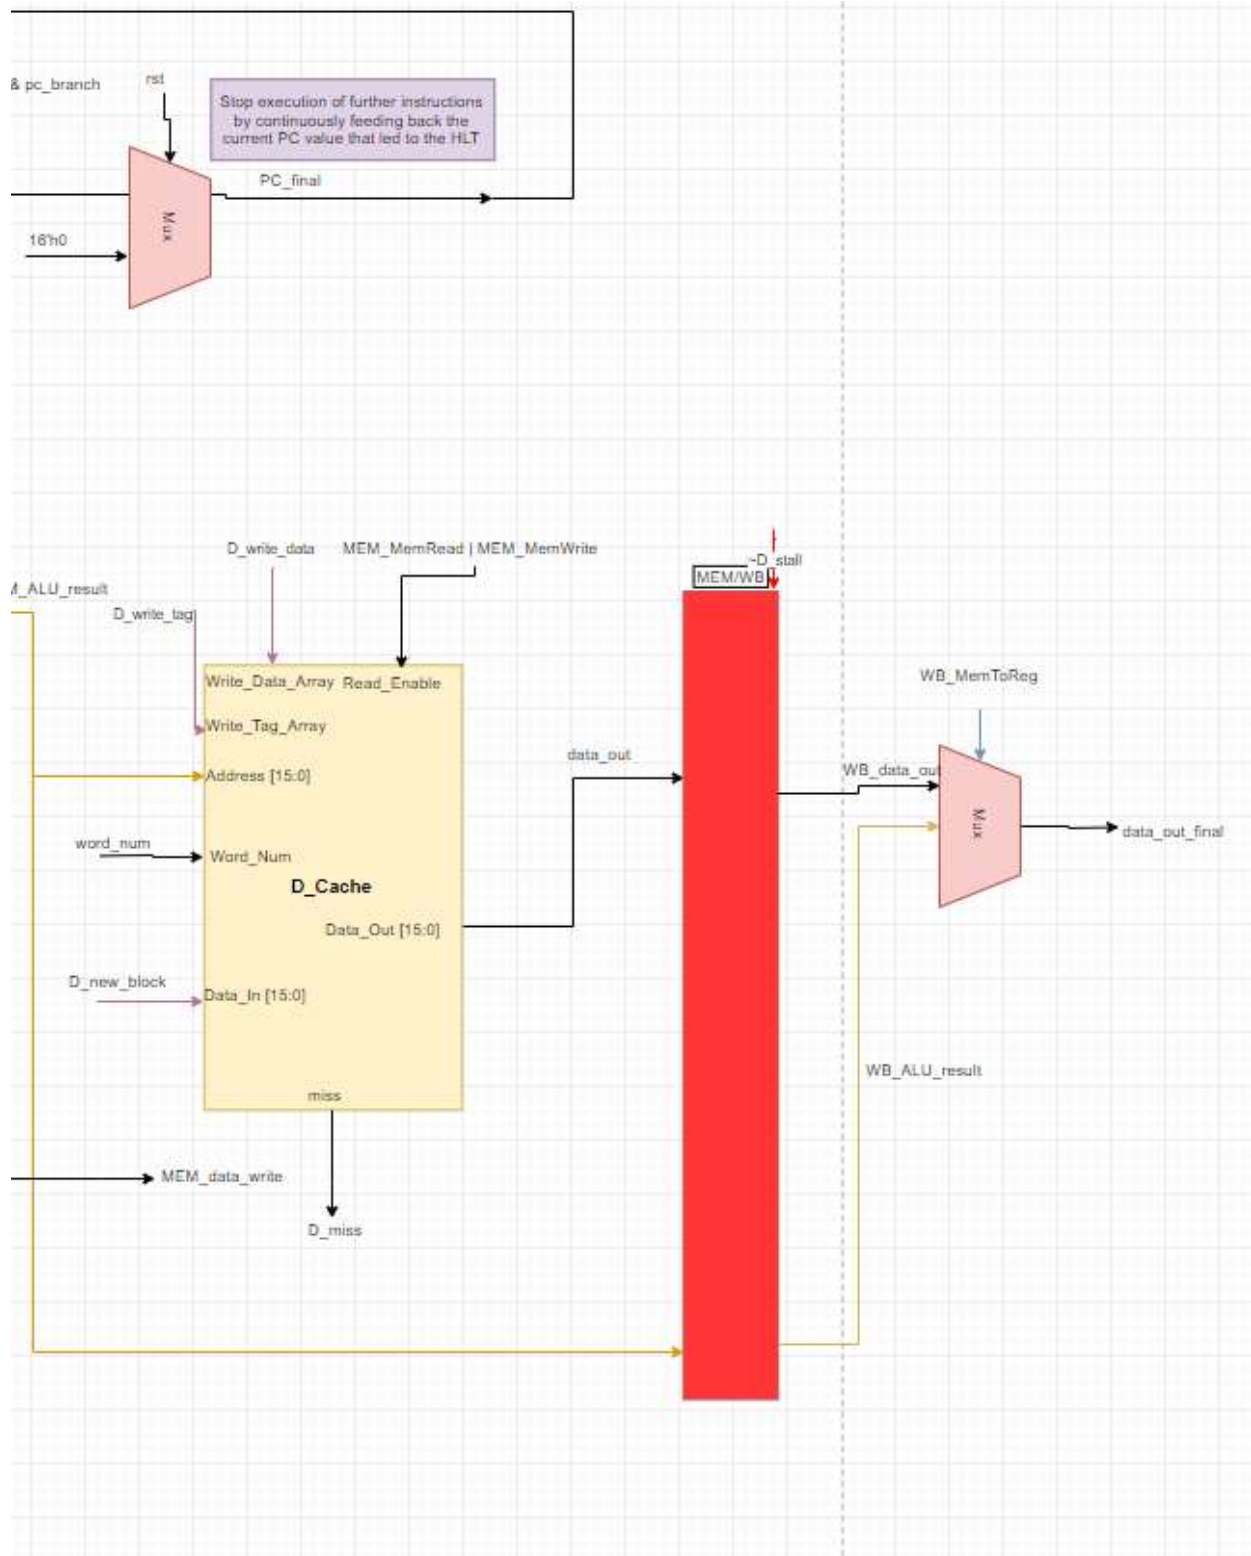 & pc_branch
rst
Stop execution of further instructions
by continuously feeding back the
current PC value that led to the HLT
PC_final
Mux
16'h0
D_write_data
MEM_MemRead | MEM_MemWrite
~D_stall
MEM/WB
_ALU_result
D_write_tag
Write_Data_Array
Read_Enable
WB_MemToReg
Write_Tag_Array
data_out
Address [15:0]
WB_data_out
Mux
data_out_final
word_num
Word_Num
D_Cache
Data_Out [15:0]
D_new_block
Data_In [15:0]
WB_ALU_result
miss
MEM_data_write
D_miss